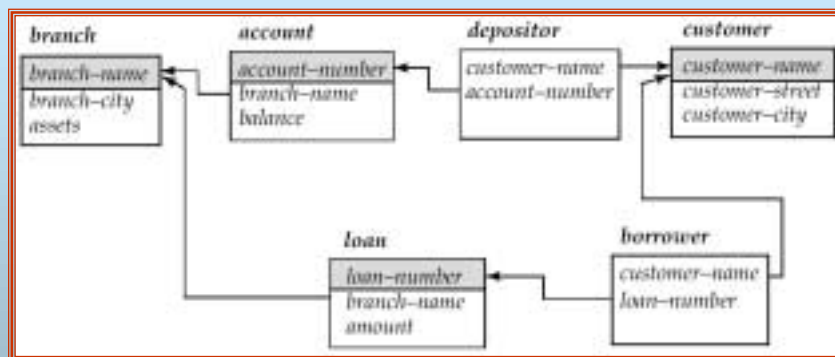 branch
branch–name
branch–city
assets
account
account–number
branch–name
balance
depositor
customer–name
account–number
customer
customer–name
customer–street
customer–city
loan
loan–number
branch–name
amount
borrower
customer–name
loan–number